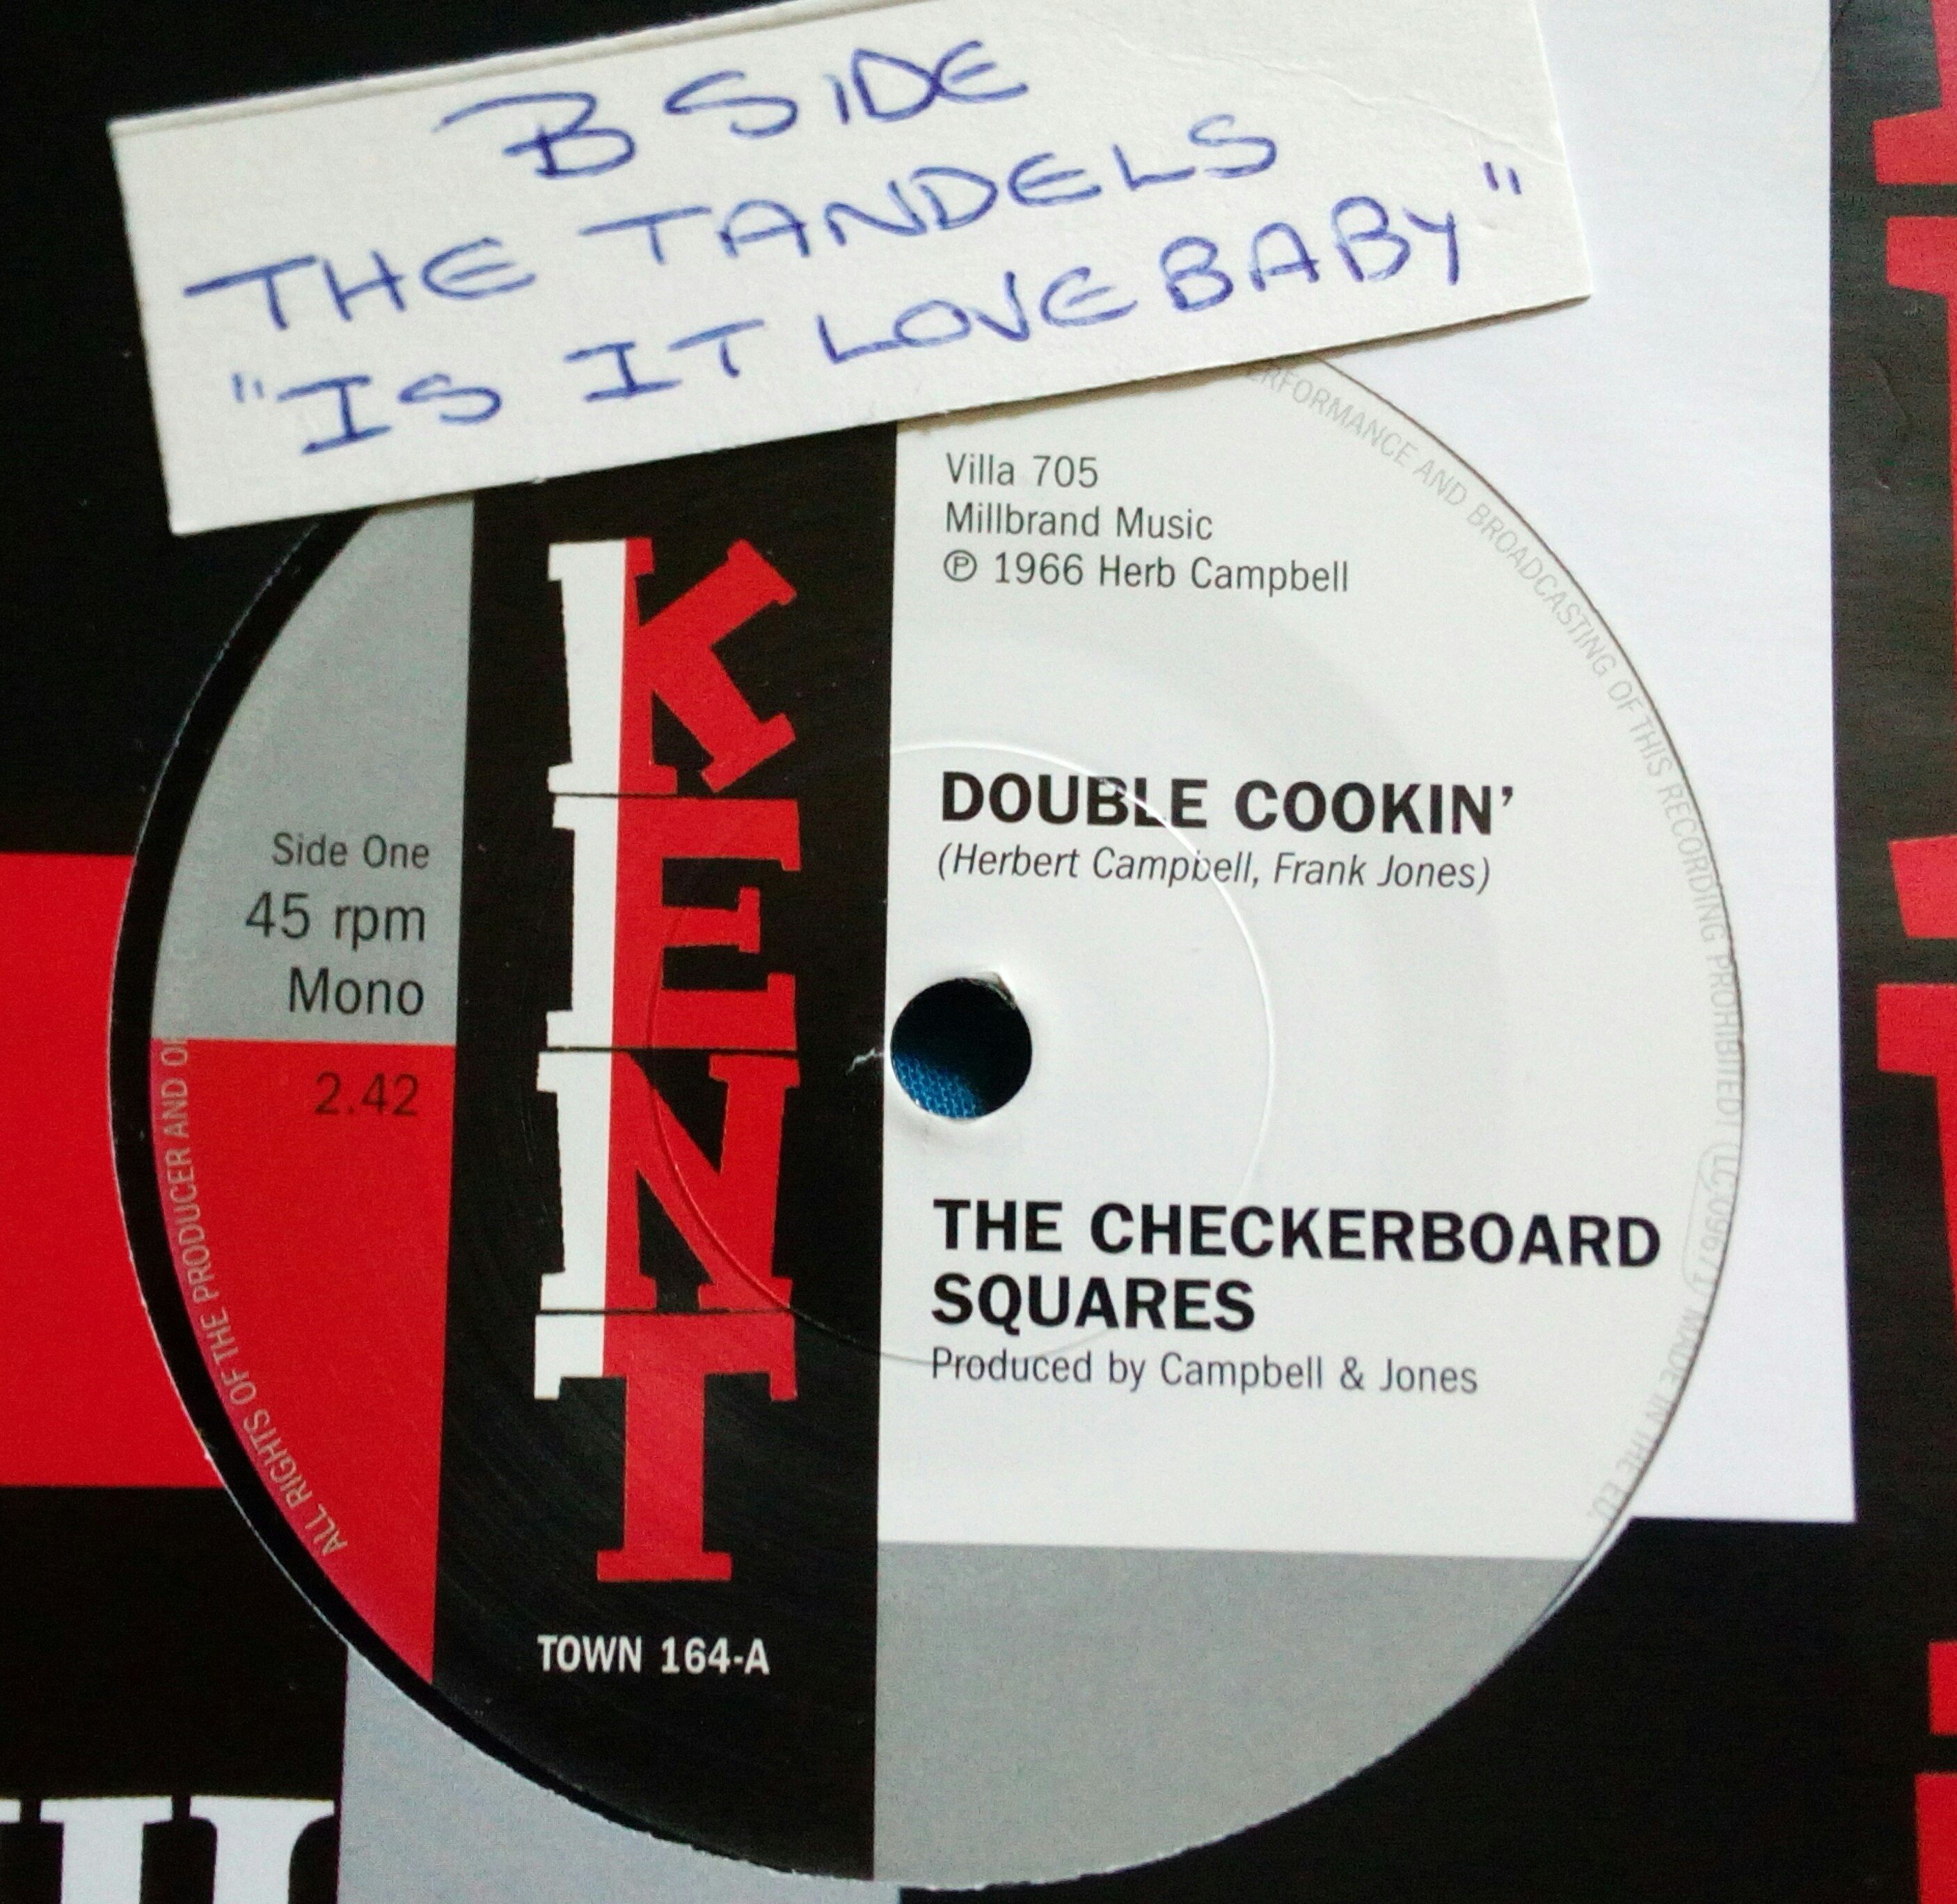 B SIDE
THE TANDELS
"IS IT LOVE BABY"
Villa 705
Millbrand Music
℗ 1966 Herb Campbell
DOUBLE COOKIN’
(Herbert Campbell, Frank Jones)
Side One
45 rpm
Mono
2.42
KENT
THE CHECKERBOARD
SQUARES
Produced by Campbell & Jones
TOWN 164-A
ALL RIGHTS OF THE PRODUCER AND
PERFORMANCE AND BROADCASTING OF THIS RECORDING PROHIBITED! LC 09671 MADE IN THE EU.